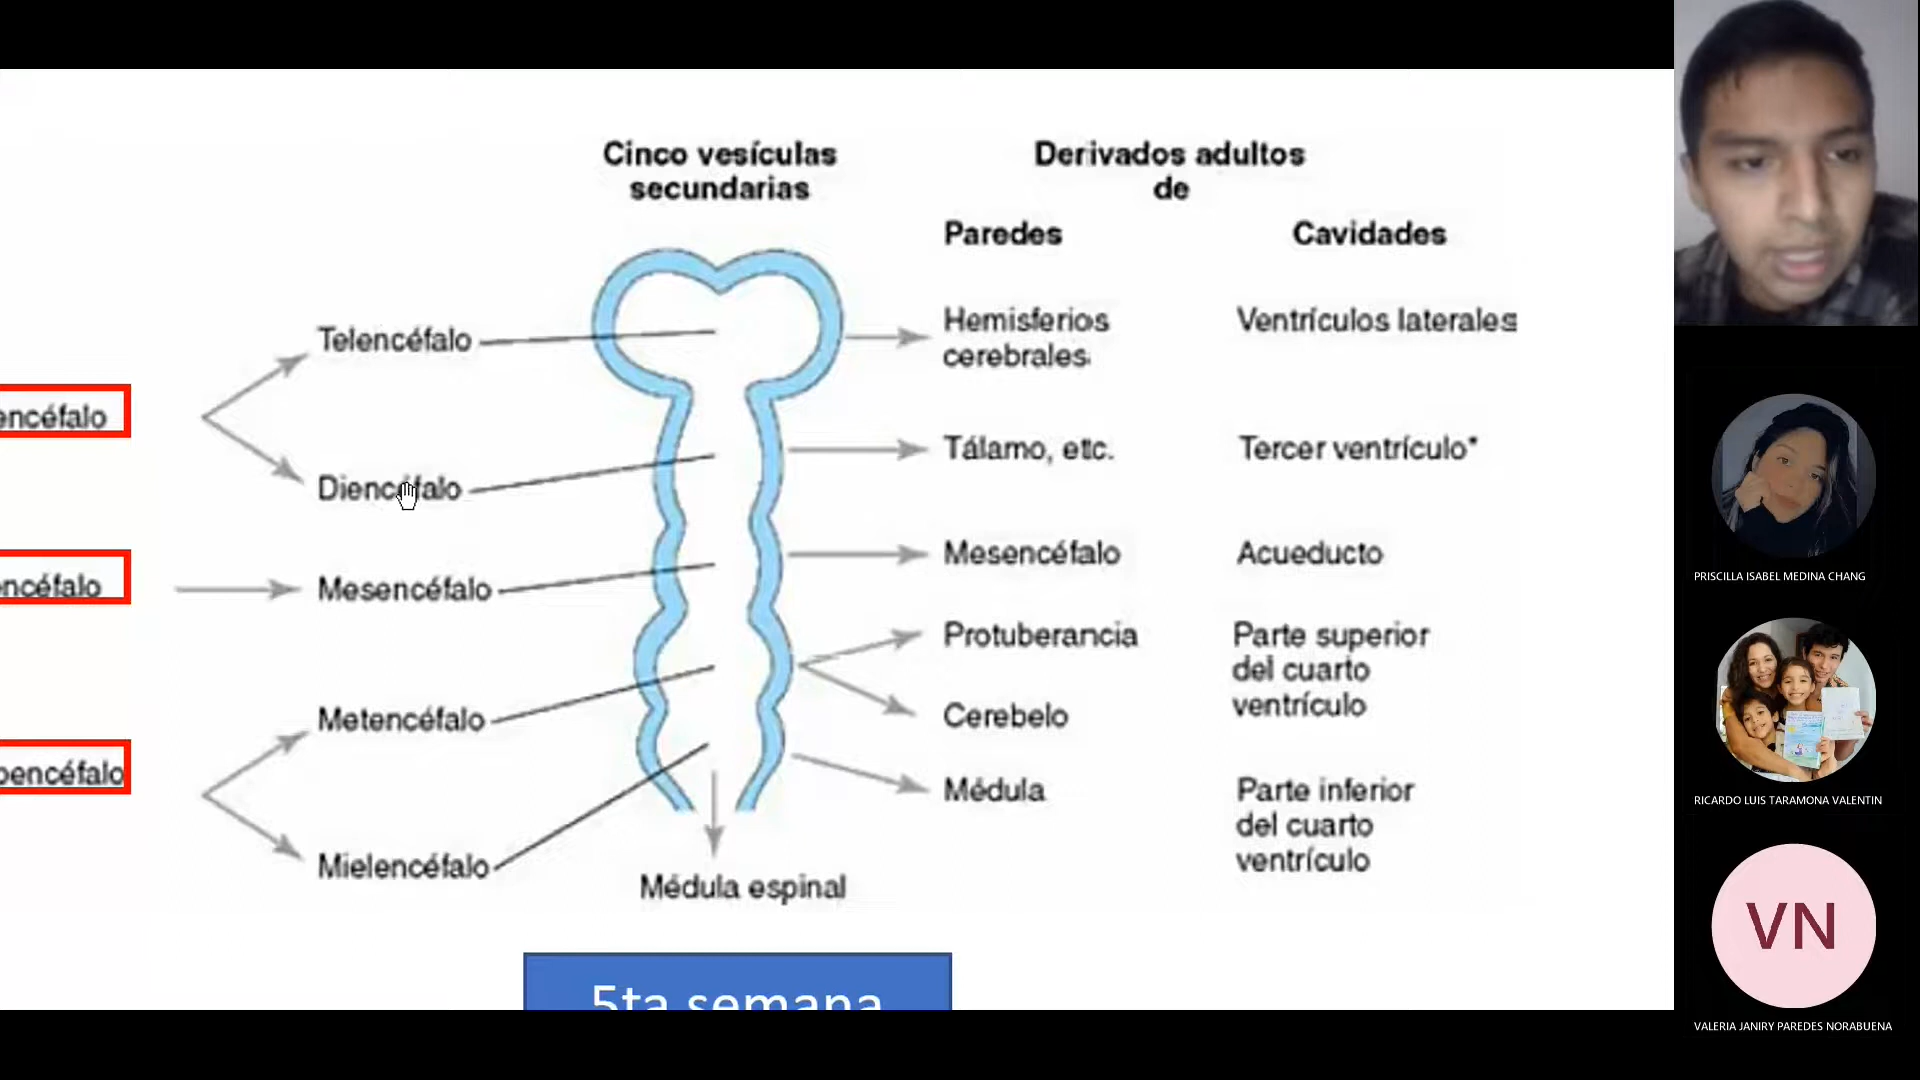 Cinco vesículas
secundarias
Derivados adultos
de
Paredes
Cavidades
Telencéfalo
Hemisferios
cerebrales
Ventrículos laterales
encéfalo
Diencéfalo
Tálamo, etc.
Tercer ventrículo*
ncéfalo
Mesencéfalo
Mesencéfalo
Acueducto
Metencéfalo
Protuberancia
Cerebelo
Parte superior
del cuarto
ventrículo
bencéfalo
Mielencéfalo
Médula
Parte inferior
del cuarto
ventrículo
Médula espinal
5ta semana
PRISCILLA ISABEL MEDINA CHANG
RICARDO LUIS TARAMONA VALENTIN
VN
VALERIA JANIRY PAREDES NORABUENA